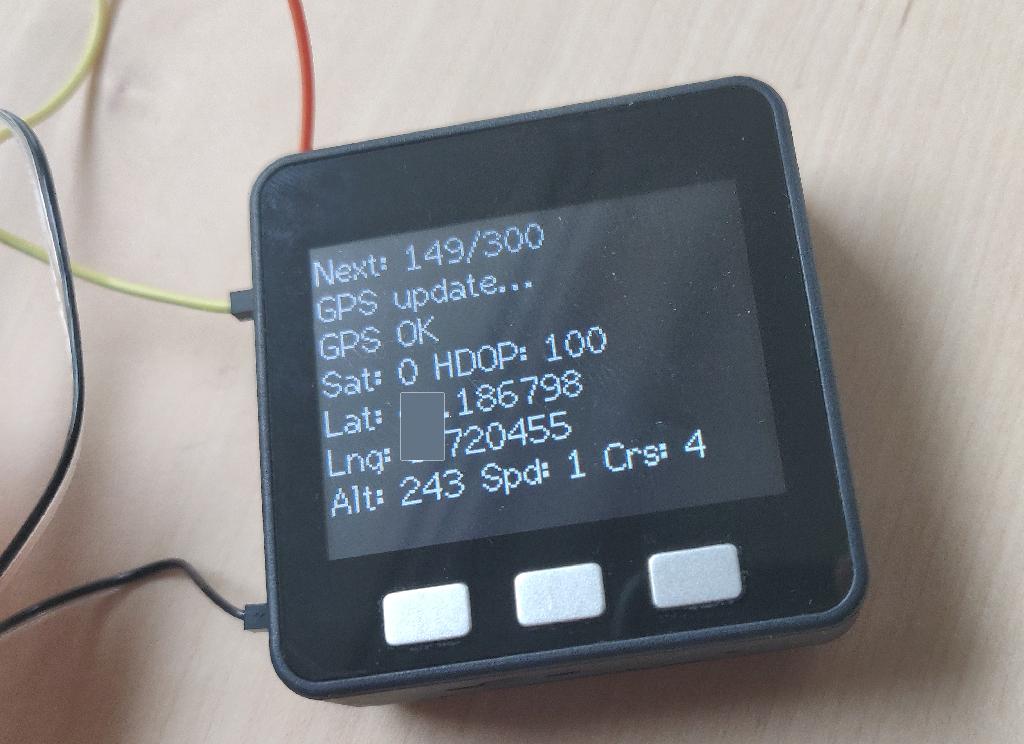 Next: 149/300
GPS update...
GPS OK
Sat: 0 HDOP: 100
Lat: .186798
Lng: 720455
Alt: 243 Spd: 1 Crs: 4